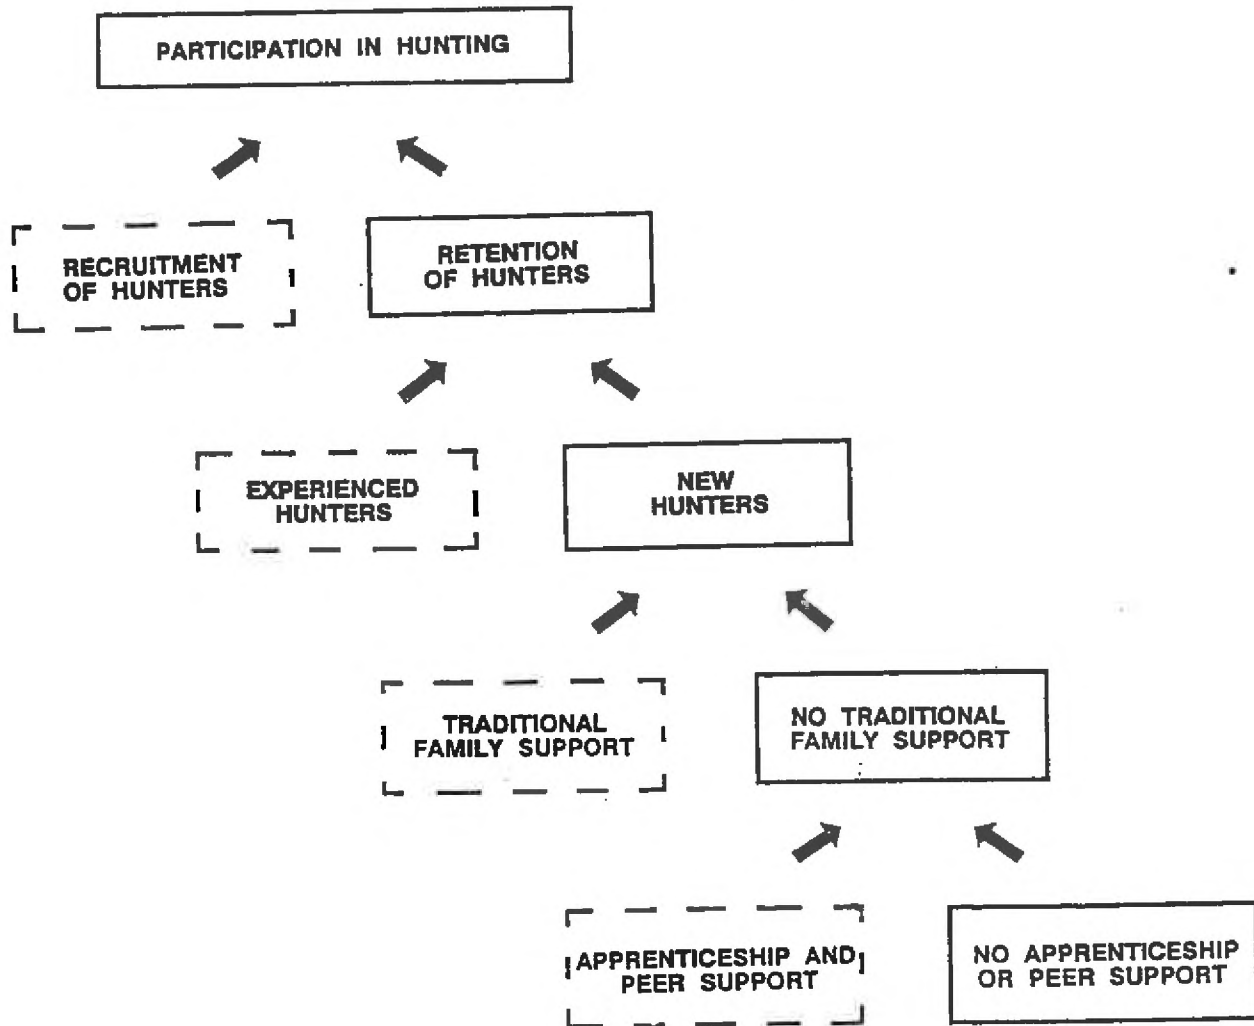 PARTICIPATION IN HUNTING
RECRUITMENT
OF HUNTERS
RETENTION
OF HUNTERS
EXPERIENCED
HUNTERS
NEW
HUNTERS
TRADITIONAL
FAMILY SUPPORT
NO TRADITIONAL
FAMILY SUPPORT
APPRENTICESHIP AND
PEER SUPPORT
NO APPRENTICESHIP
OR PEER SUPPORT